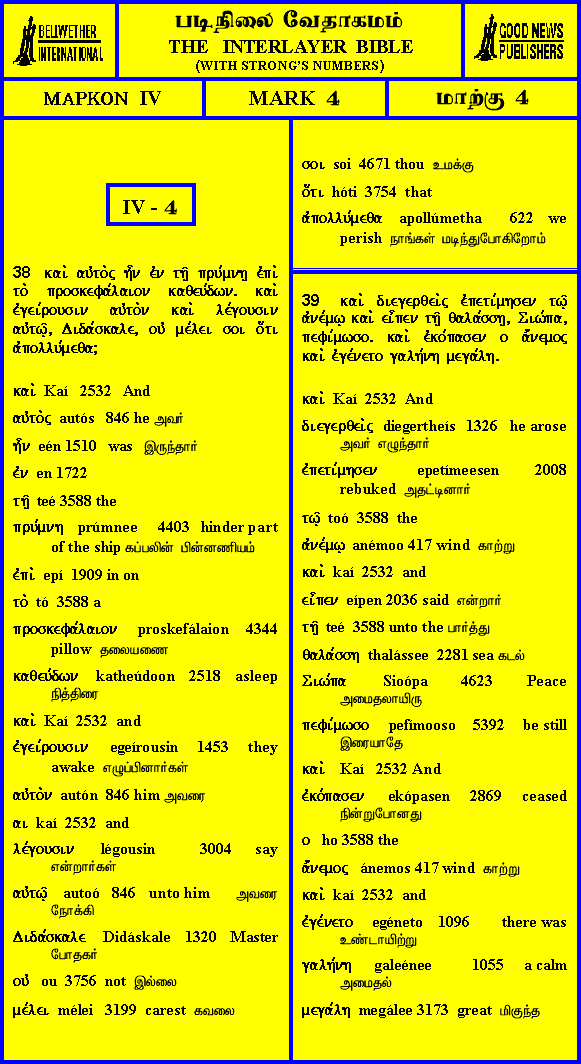 BELLWETHER
INTERNATIONAL
படிநிலை வேதாகமம்
THE INTERLAYER BIBLE
(WITH STRONG'S NUMBERS)
GOOD NEWS
PUBLISHERS
ΜΑΡΚΟΝ IV
MARK 4
மாற்கு 4
IV - 4
38 καὶ αὐτὸς ἦν ἐν τῇ πρύμνῃ ἐπὶ
τὸ προσκεφάλαιον καθεύδων. καὶ
ἐγείρουσιν αὐτὸν καὶ λέγουσιν
αὐτῷ, Διδάσκαλε, οὐ μέλει σοι ὅτι
ἀπολλύμεθα;
καὶ Kaí 2532 And
αὐτὸς autós 846 he அவர்
ἦν eén 1510 was இருந்தார்
ἐν en 1722
τῇ teé 3588 the
πρύμνῃ prúmnee 4403 hinder part
of the ship கப்பலின் பின்னணியம்
ἐπὶ epí 1909 in on
τὸ tó 3588 a
προσκεφάλαιον proskefálaion 4344
pillow தலையணை
καθεύδων katheúdoon 2518 asleep
நித்திரை
καὶ Kaí 2532 and
ἐγείρουσιν egeírousin 1453 they
awake எழுப்பினார்கள்
αὐτὸν autón 846 him அவரை
αι kaí 2532 and
λέγουσιν légousin 3004 say
என்றார்கள்
αὐτῷ autoó 846 unto him அவரை
நோக்கி
Διδάσκαλε Didáskale 1320 Master
போதகர்
οὐ ou 3756 not இல்லை
μέλει mélei 3199 carest கவலை
σοι soi 4671 thou உமக்கு
ὅτι hóti 3754 that
ἀπολλύμεθα apollúmetha 622 we
perish நாங்கள் மடிந்துபோகிறோம்
39 καὶ διεγερθεὶς ἐπετίμησεν τῷ
ἀνέμῳ καὶ εἶπεν τῇ θαλάσσῃ, Σιώπα,
πεφίμωσο. καὶ ἐκόπασεν ο ἄνεμος
καὶ ἐγένετο γαλήνη μεγάλη.
καὶ Kaí 2532 And
διεγερθεὶς diegertheís 1326 he arose
அவர் எழுந்தார்
ἐπετίμησεν epetímeesen 2008
rebuked அதட்டினார்
τῷ toó 3588 the
ἀνέμῳ anémoo 417 wind காற்று
καὶ kaí 2532 and
εἶπεν eípen 2036 said என்றார்
τῇ teé 3588 unto the பார்த்து
θαλάσσῃ thalássee 2281 sea கடல்
Σιώπα Sioópa 4623 Peace
அமைதலாயிரு
πεφίμωσο pefímooso 5392 be still
இரையாதே
καὶ Kaí 2532 And
ἐκόπασεν ekópasen 2869 ceased
நின்றுபோனது
ο ho 3588 the
ἄνεμος ánemos 417 wind காற்று
καὶ kaí 2532 and
ἐγένετο egéneto 1096 there was
உண்டாயிற்று
γαλήνη galeénee 1055 a calm
அமைதல்
μεγάλη megálee 3173 great மிகுந்த